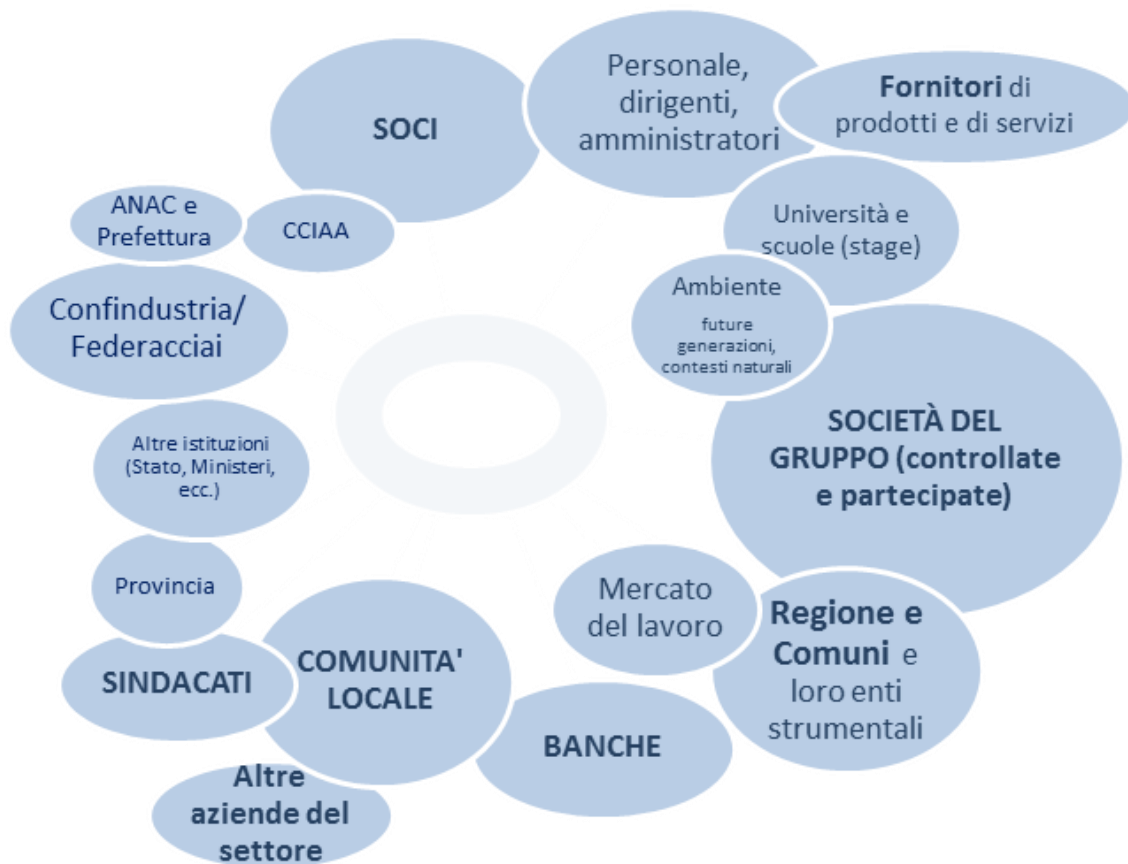 SOCI
Personale,
dirigenti,
amministratori
Fornitori di
prodotti e di servizi
ANAC e
Prefettura
CCIAA
Università e
scuole (stage)
Confindustria/
Federacciai
Ambiente
future
generazioni,
contesti naturali
SOCIETÀ DEL
GRUPPO (controllate
e partecipate)
Altre istituzioni
(Stato, Ministeri,
ecc.)
Provincia
Mercato
del lavoro
Regione e
Comuni e
loro enti
strumentali
SINDACATI
COMUNITA'
LOCALE
BANCHE
Altre
aziende del
settore